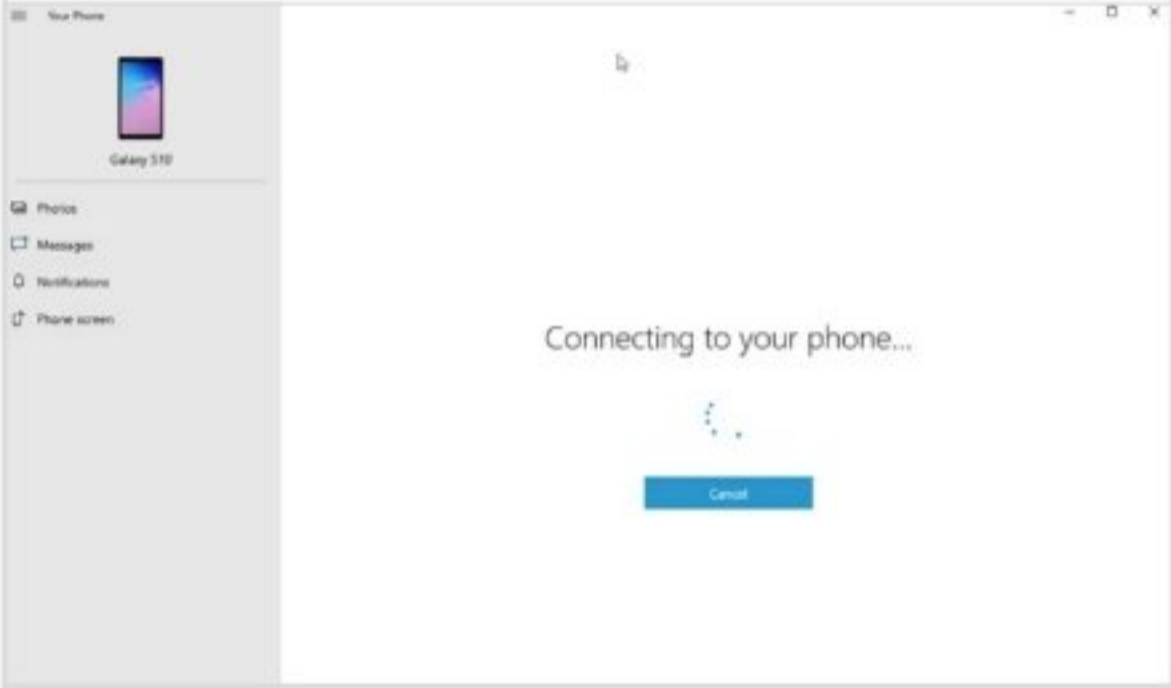 Your Phone
Galaxy S10
Photos
Messages
Notifications
Phone screen
Connecting to your phone...
Cancel